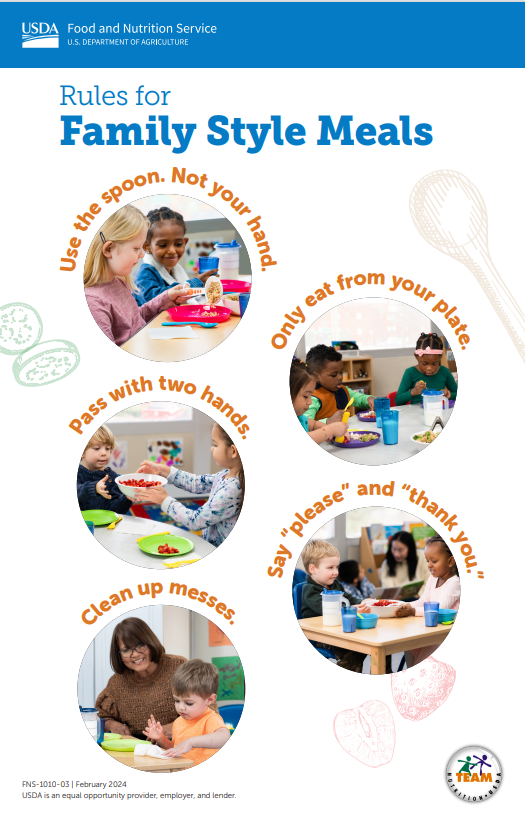 USDA Food and Nutrition Service
U.S. DEPARTMENT OF AGRICULTURE
Rules for
Family Style Meals
Use the spoon. Not your hand.
Only eat from your plate.
Pass with two hands.
Say “please” and “thank you.”
Clean up messes.
FNS-1010-03 | February 2024
USDA is an equal opportunity provider, employer, and lender.
TEAM
NUTRITION • USDA